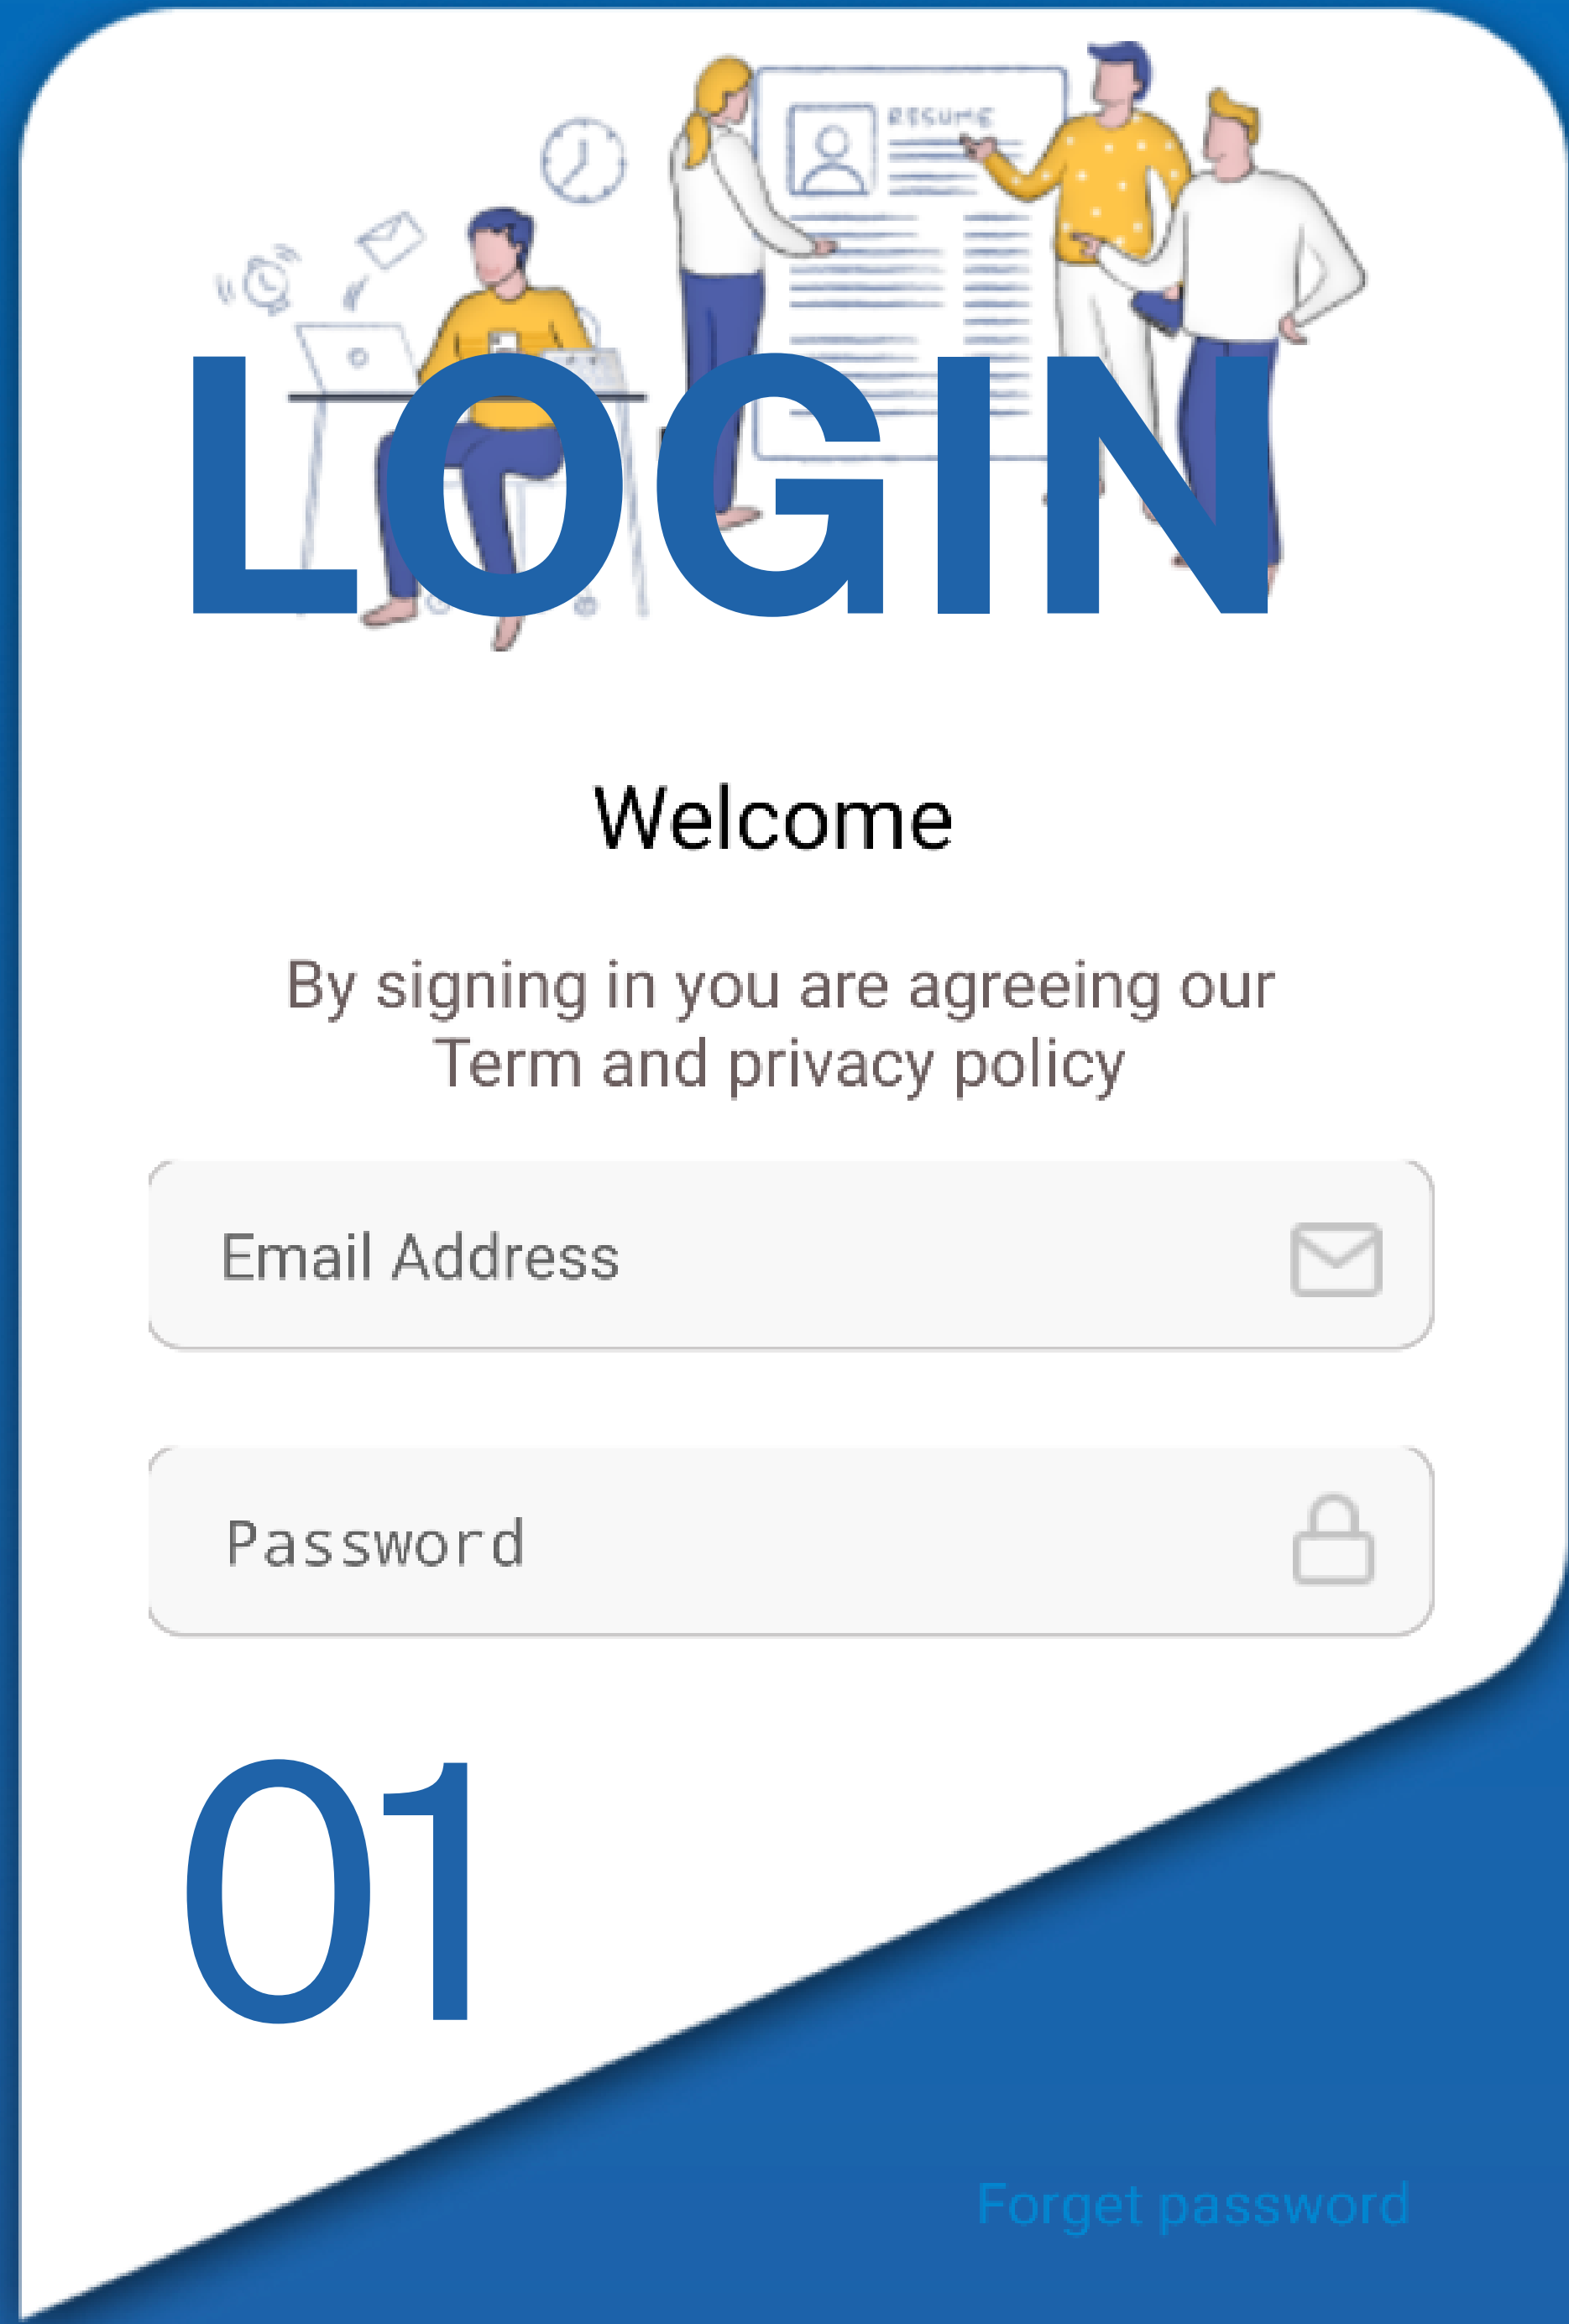 RESUME
LOGIN
Welcome
By signing in you are agreeing our
Term and privacy policy
Email Address
Password
01
Forget password